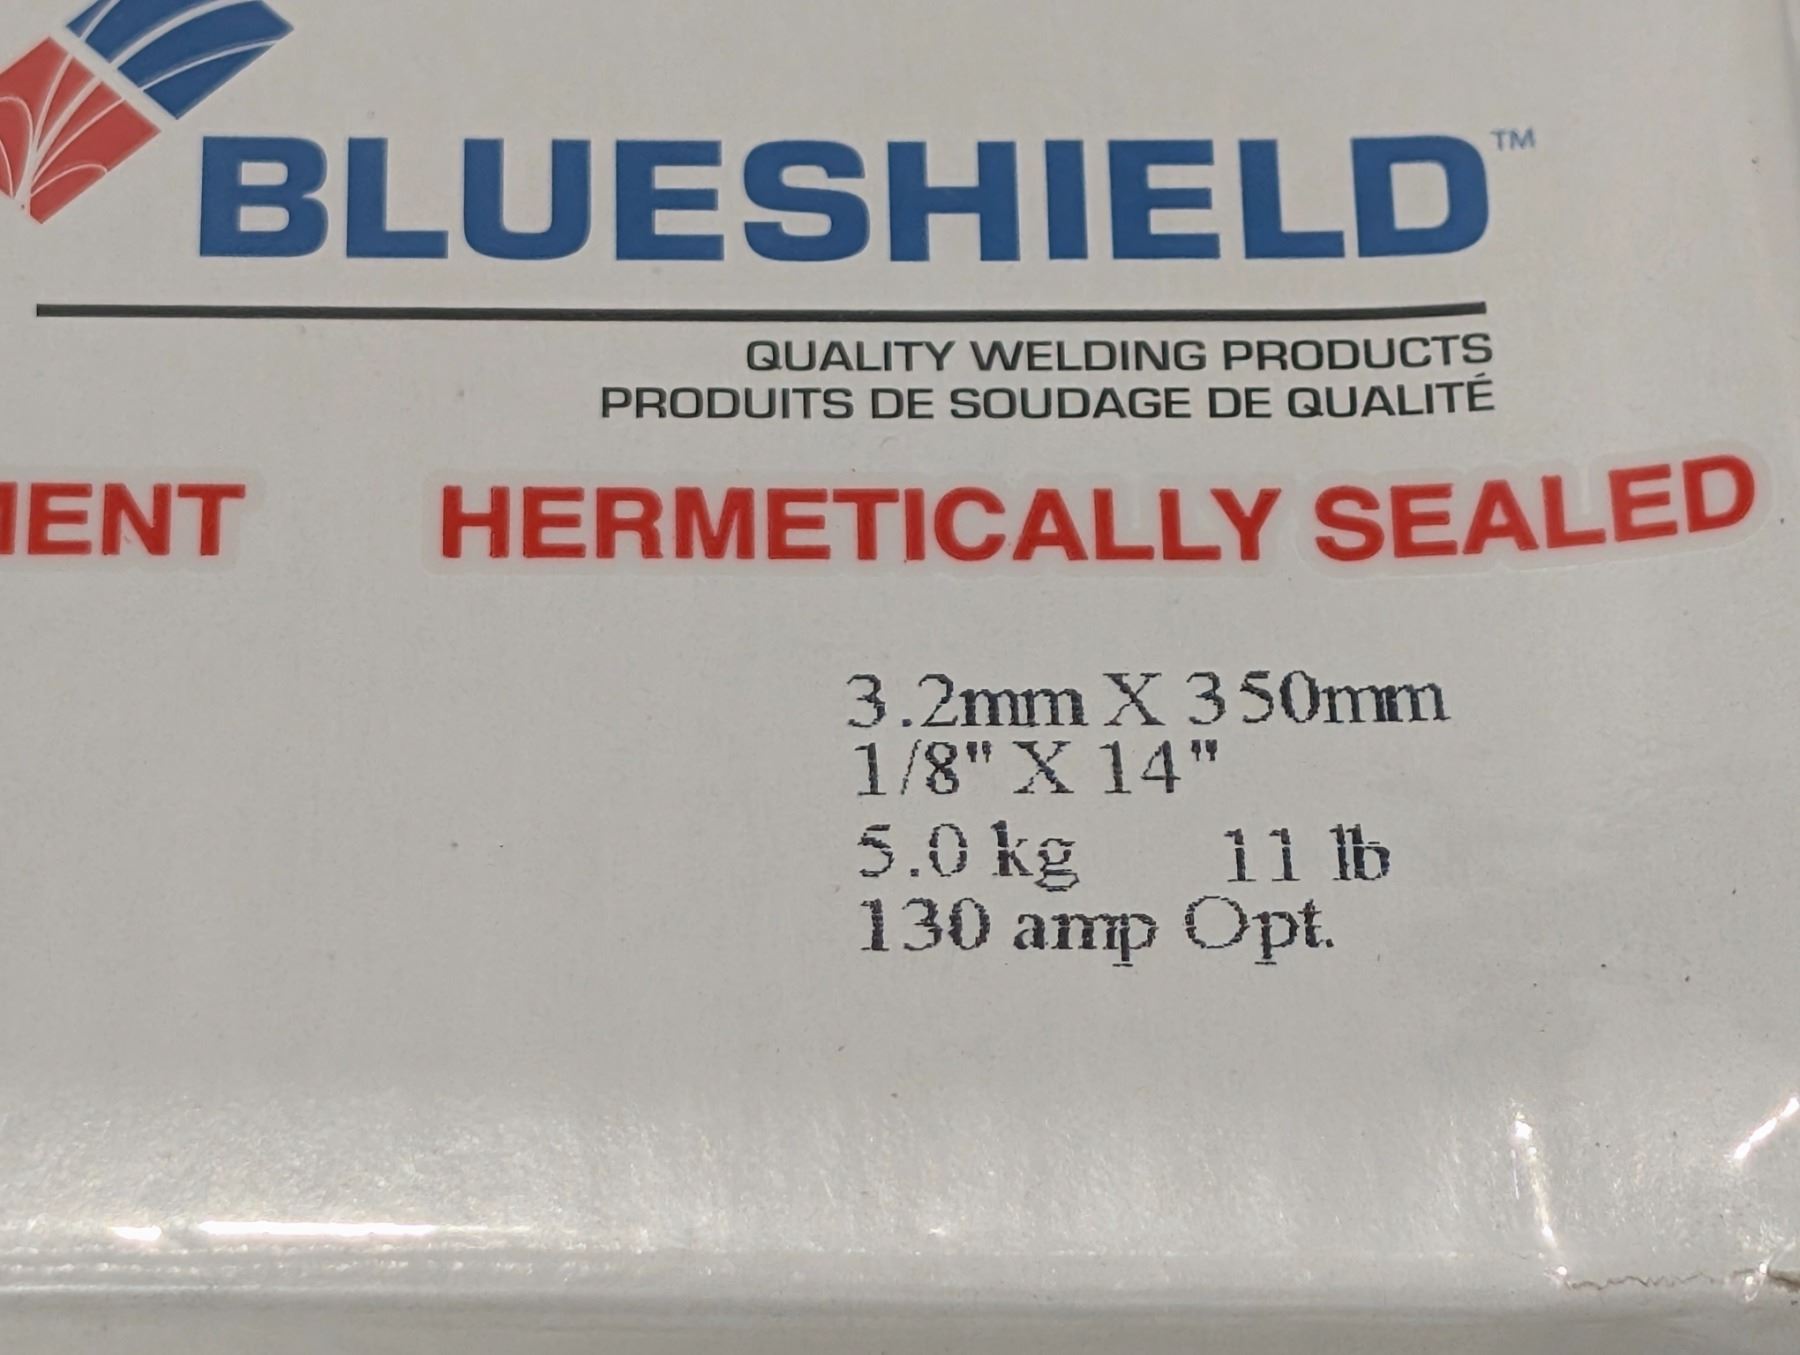 BLUESHIELD™
QUALITY WELDING PRODUCTS
PRODUITS DE SOUDAGE DE QUALITÉ
HERMETICALLY SEALED
3.2mm X 350mm
1/8" X 14"
5.0 kg 11 lb
130 amp Opt.